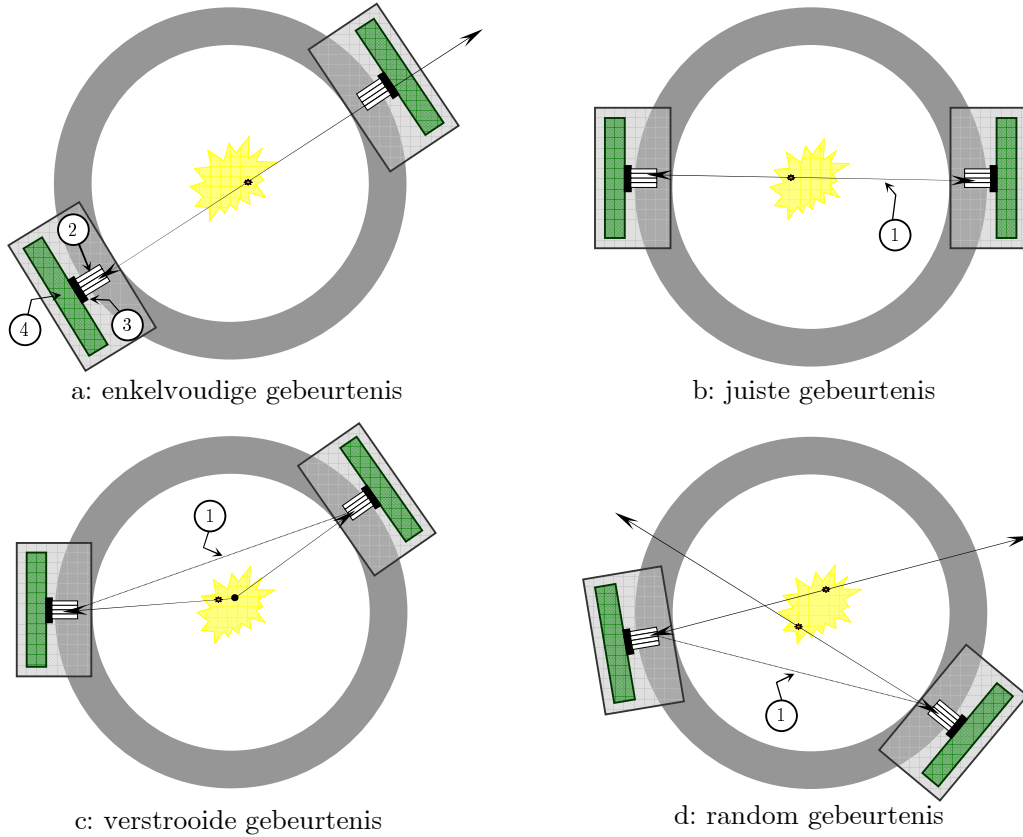 2
4
3
a: enkelvoudige gebeurtenis
1
b: juiste gebeurtenis
1
c: verstrooide gebeurtenis
1
d: random gebeurtenis